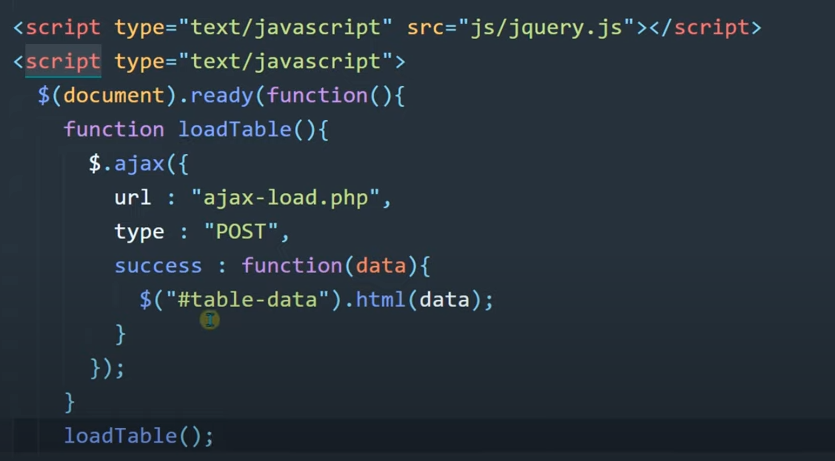 <script type="text/javascript" src="js/jquery.js"></script>
<script type="text/javascript">
$(document).ready(function(){
function loadTable(){
$.ajax({
url : "ajax-load.php",
type : "POST",
success : function(data){
$("#table-data").html(data);
}
});
}
loadTable();